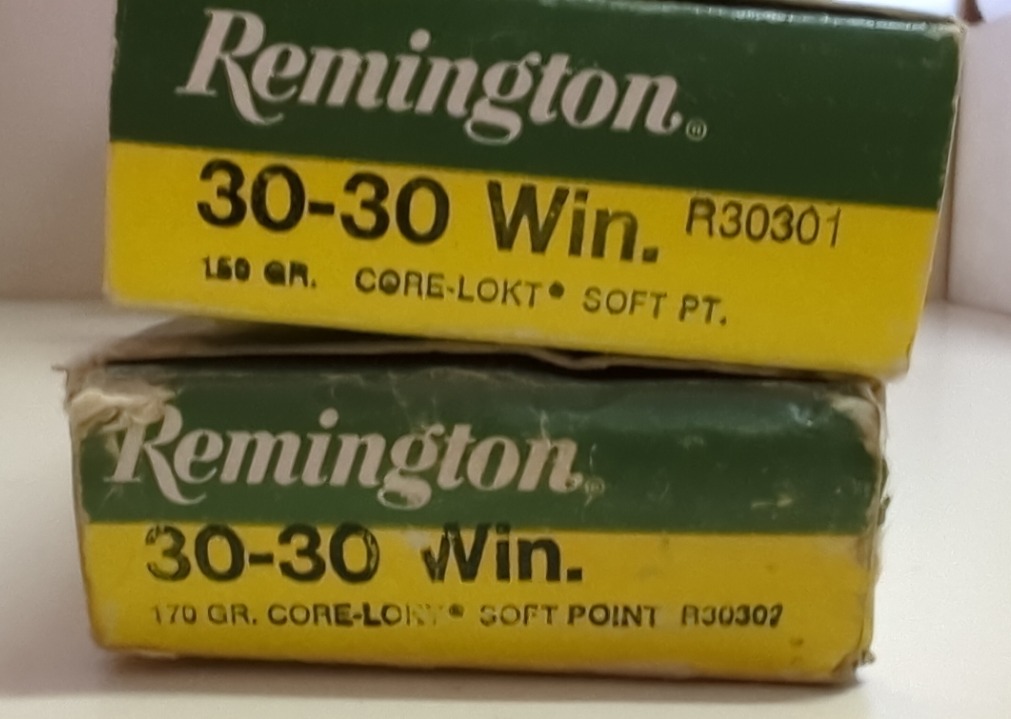 Remington®
30-30 Win. R30301
150 GR. CORE-LOKT® SOFT PT.
Remington®
30-30 Win.
170 GR. CORE-LOKT® SOFT POINT R30302